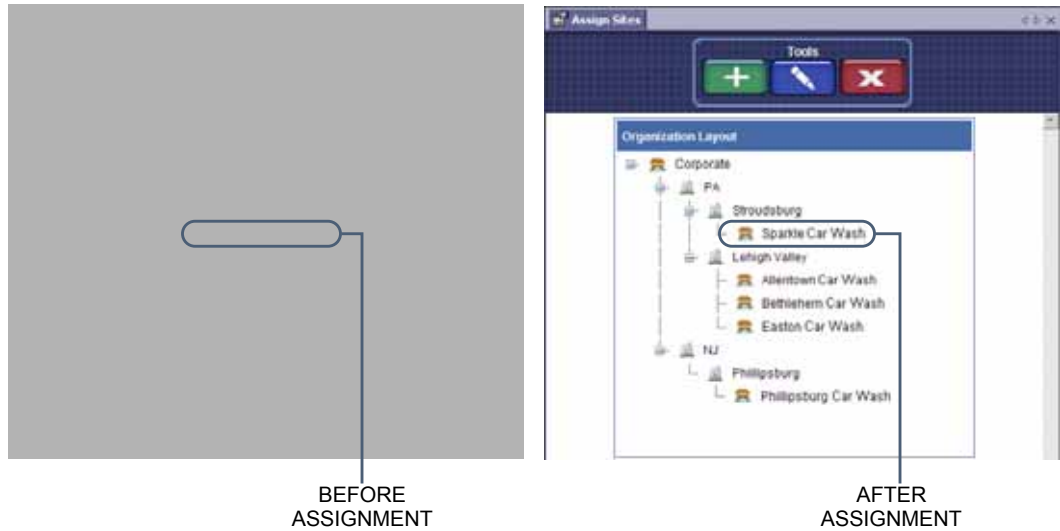 Assign Sites
Tools
Organization Layout
Corporate
PA
Stroudsburg
Sparkle Car Wash
Lehigh Valley
Allentown Car Wash
Bethlehem Car Wash
Easton Car Wash
NJ
Phillipsburg
Phillipsburg Car Wash
BEFORE
ASSIGNMENT
AFTER
ASSIGNMENT